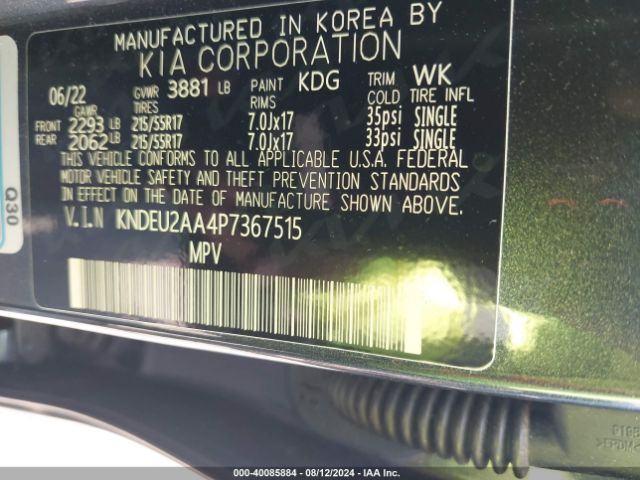 MANUFACTURED IN KOREA BY
KIA CORPORATION
06/22 GVWR 3881 LB PAINT KDG TRIM WK
GAWR TIRES RIMS COLD TIRE INFL
FRONT 2293 LB 215/55R17 7.0Jx17 35psi SINGLE
REAR 2062 LB 215/55R17 7.0Jx17 33psi SINGLE
THIS VEHICLE CONFORMS TO ALL APPLICABLE U.S.A. FEDERAL
MOTOR VEHICLE SAFETY AND THEFT PREVENTION STANDARDS
IN EFFECT ON THE DATE OF MANUFACTURE SHOWN ABOVE.
V.I.N KNDEU2AA4P7367515
MPV
Q30
000-40085884 - 08/12/2024 - IAA Inc.